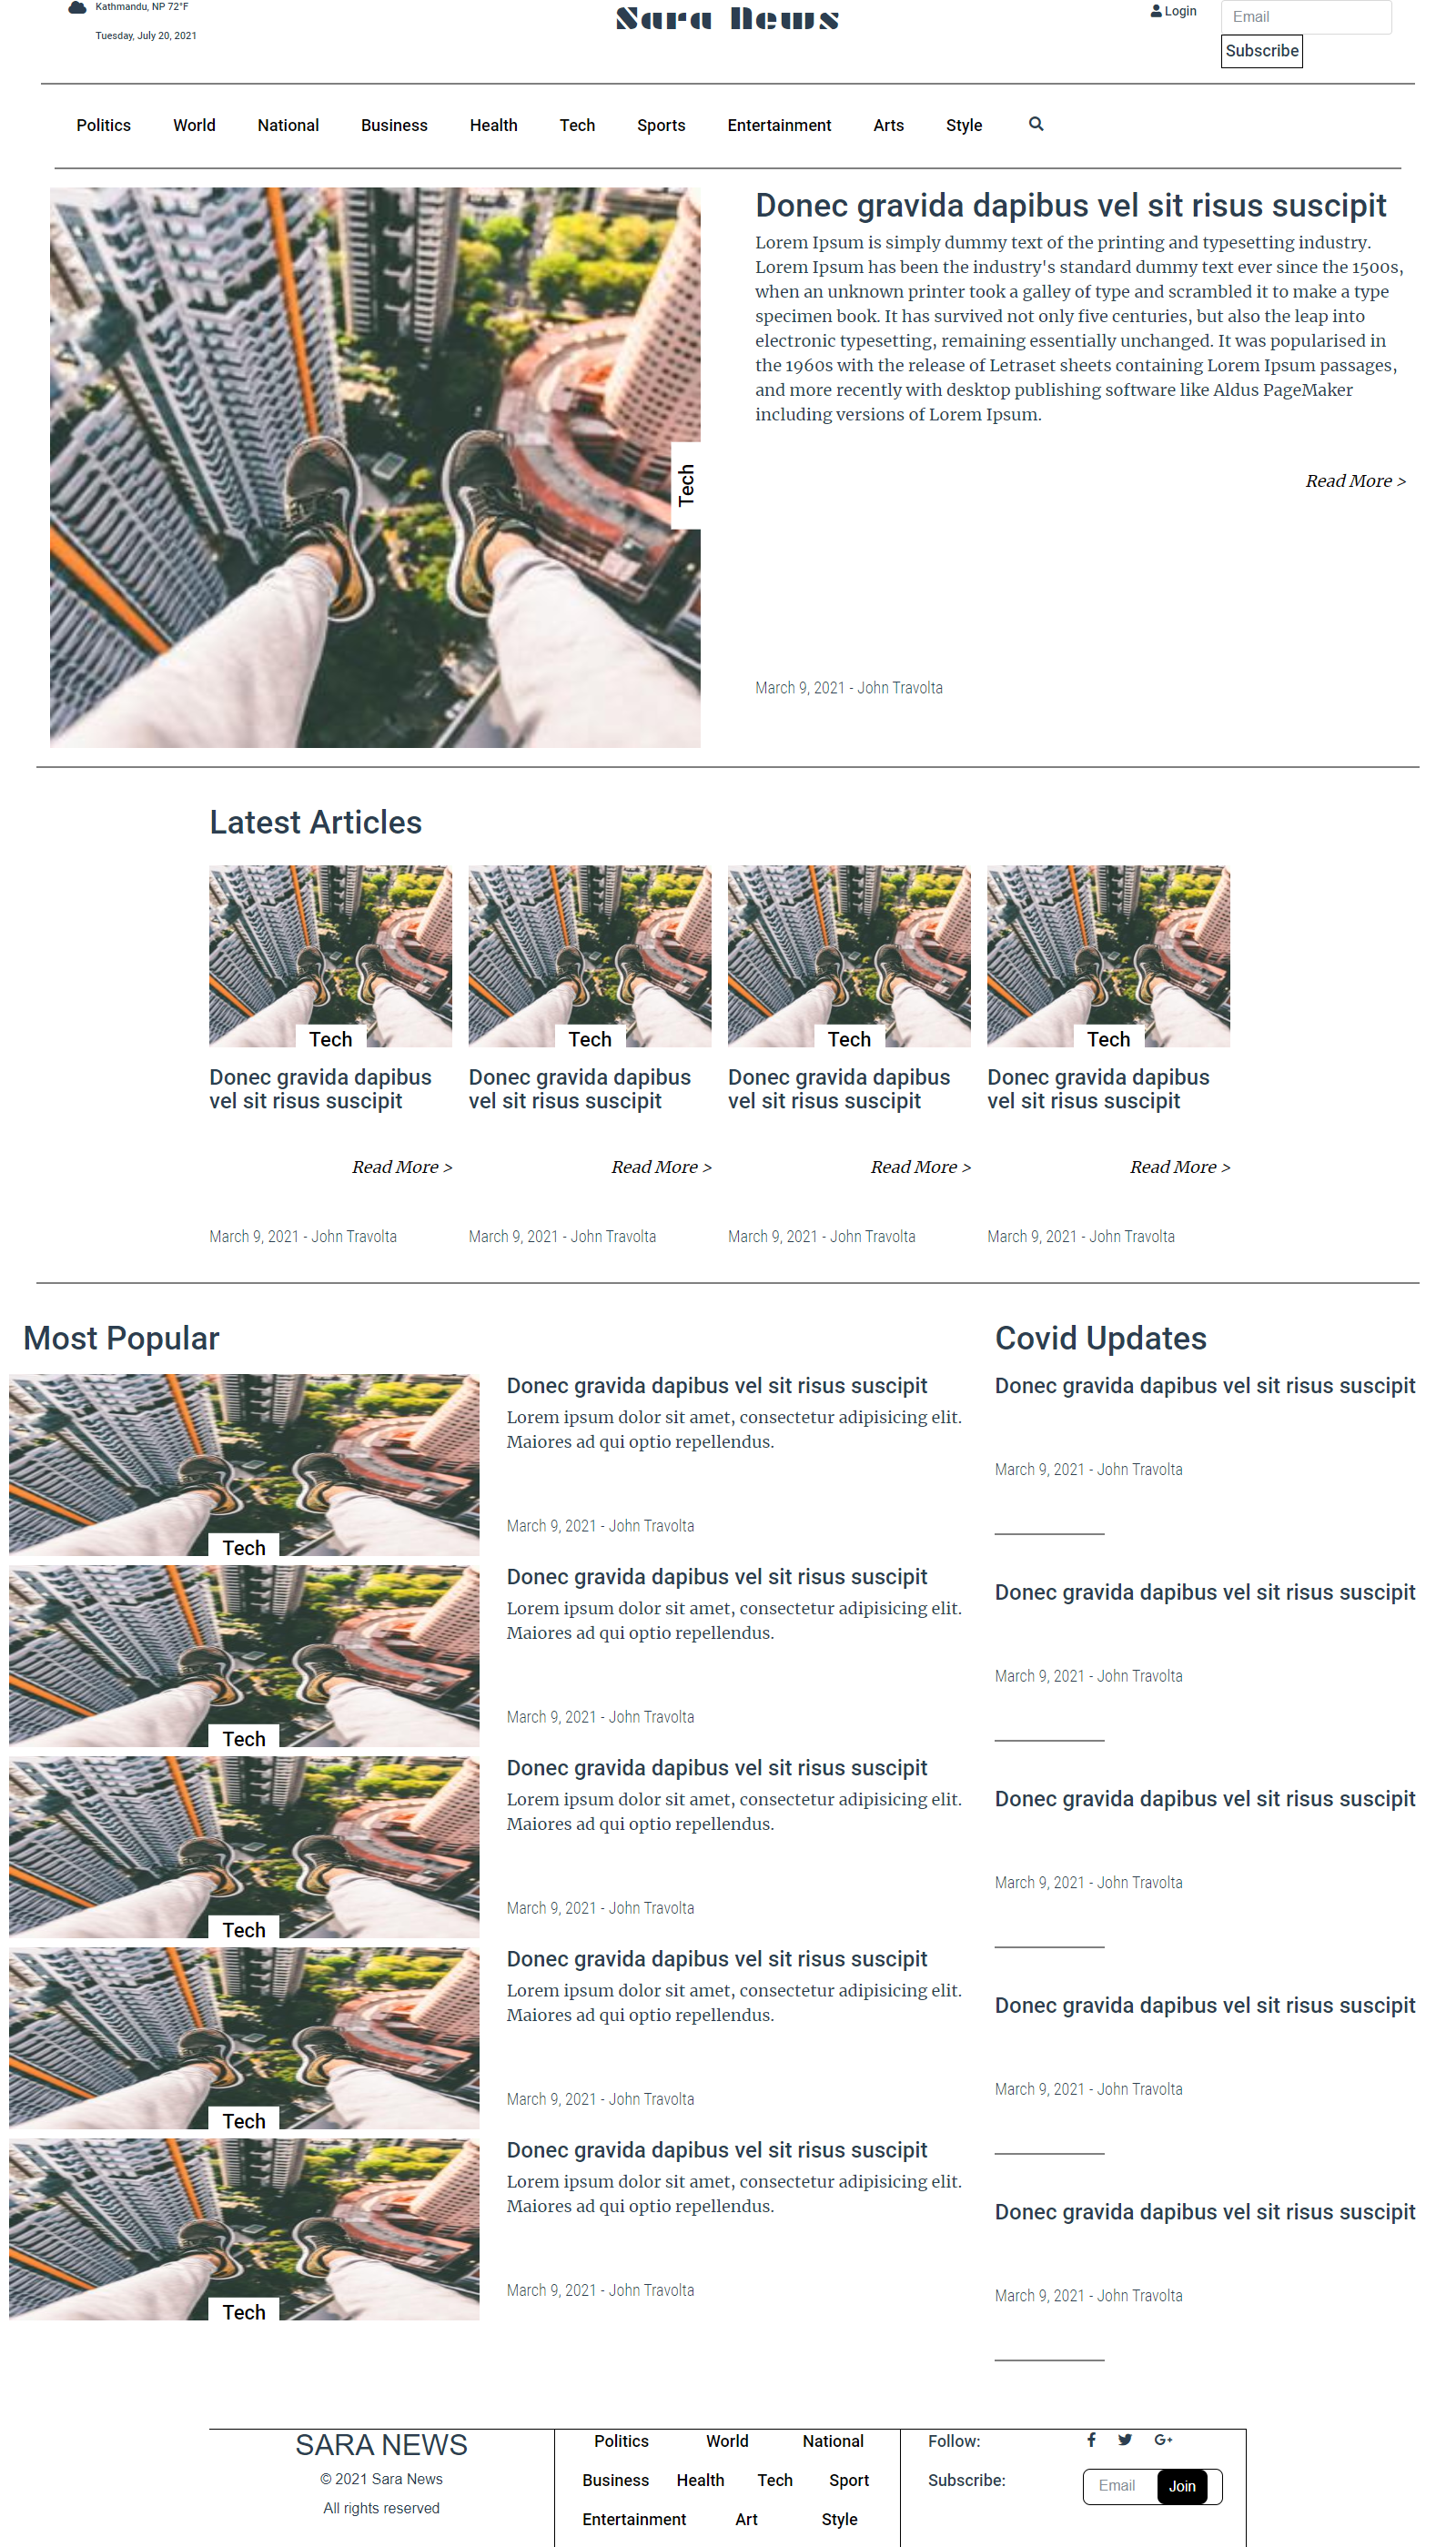 Kathmandu, NP 72°F
Tuesday, July 20, 2021
Sara News
Login
Email
Subscribe
Politics World National Business Health Tech Sports Entertainment Arts Style
Tech
Donec gravida dapibus vel sit risus suscipit
Lorem Ipsum is simply dummy text of the printing and typesetting industry.
Lorem Ipsum has been the industry's standard dummy text ever since the 1500s,
when an unknown printer took a galley of type and scrambled it to make a type
specimen book. It has survived not only five centuries, but also the leap into
electronic typesetting, remaining essentially unchanged. It was popularised in
the 1960s with the release of Letraset sheets containing Lorem Ipsum passages,
and more recently with desktop publishing software like Aldus PageMaker
including versions of Lorem Ipsum.
Read More >
March 9, 2021 - John Travolta
Latest Articles
Tech
Donec gravida dapibus
vel sit risus suscipit
Read More >
March 9, 2021 - John Travolta
Tech
Donec gravida dapibus
vel sit risus suscipit
Read More >
March 9, 2021 - John Travolta
Tech
Donec gravida dapibus
vel sit risus suscipit
Read More >
March 9, 2021 - John Travolta
Tech
Donec gravida dapibus
vel sit risus suscipit
Read More >
March 9, 2021 - John Travolta
Most Popular
Tech
Donec gravida dapibus vel sit risus suscipit
Lorem ipsum dolor sit amet, consectetur adipisicing elit.
Maiores ad qui optio repellendus.
March 9, 2021 - John Travolta
Tech
Donec gravida dapibus vel sit risus suscipit
Lorem ipsum dolor sit amet, consectetur adipisicing elit.
Maiores ad qui optio repellendus.
March 9, 2021 - John Travolta
Tech
Donec gravida dapibus vel sit risus suscipit
Lorem ipsum dolor sit amet, consectetur adipisicing elit.
Maiores ad qui optio repellendus.
March 9, 2021 - John Travolta
Tech
Donec gravida dapibus vel sit risus suscipit
Lorem ipsum dolor sit amet, consectetur adipisicing elit.
Maiores ad qui optio repellendus.
March 9, 2021 - John Travolta
Tech
Donec gravida dapibus vel sit risus suscipit
Lorem ipsum dolor sit amet, consectetur adipisicing elit.
Maiores ad qui optio repellendus.
March 9, 2021 - John Travolta
Covid Updates
Donec gravida dapibus vel sit risus suscipit
March 9, 2021 - John Travolta
Donec gravida dapibus vel sit risus suscipit
March 9, 2021 - John Travolta
Donec gravida dapibus vel sit risus suscipit
March 9, 2021 - John Travolta
Donec gravida dapibus vel sit risus suscipit
March 9, 2021 - John Travolta
Donec gravida dapibus vel sit risus suscipit
March 9, 2021 - John Travolta
SARA NEWS
© 2021 Sara News
All rights reserved
Politics World National
Business Health Tech Sport
Entertainment Art Style
Follow:
Subscribe:
Email Join